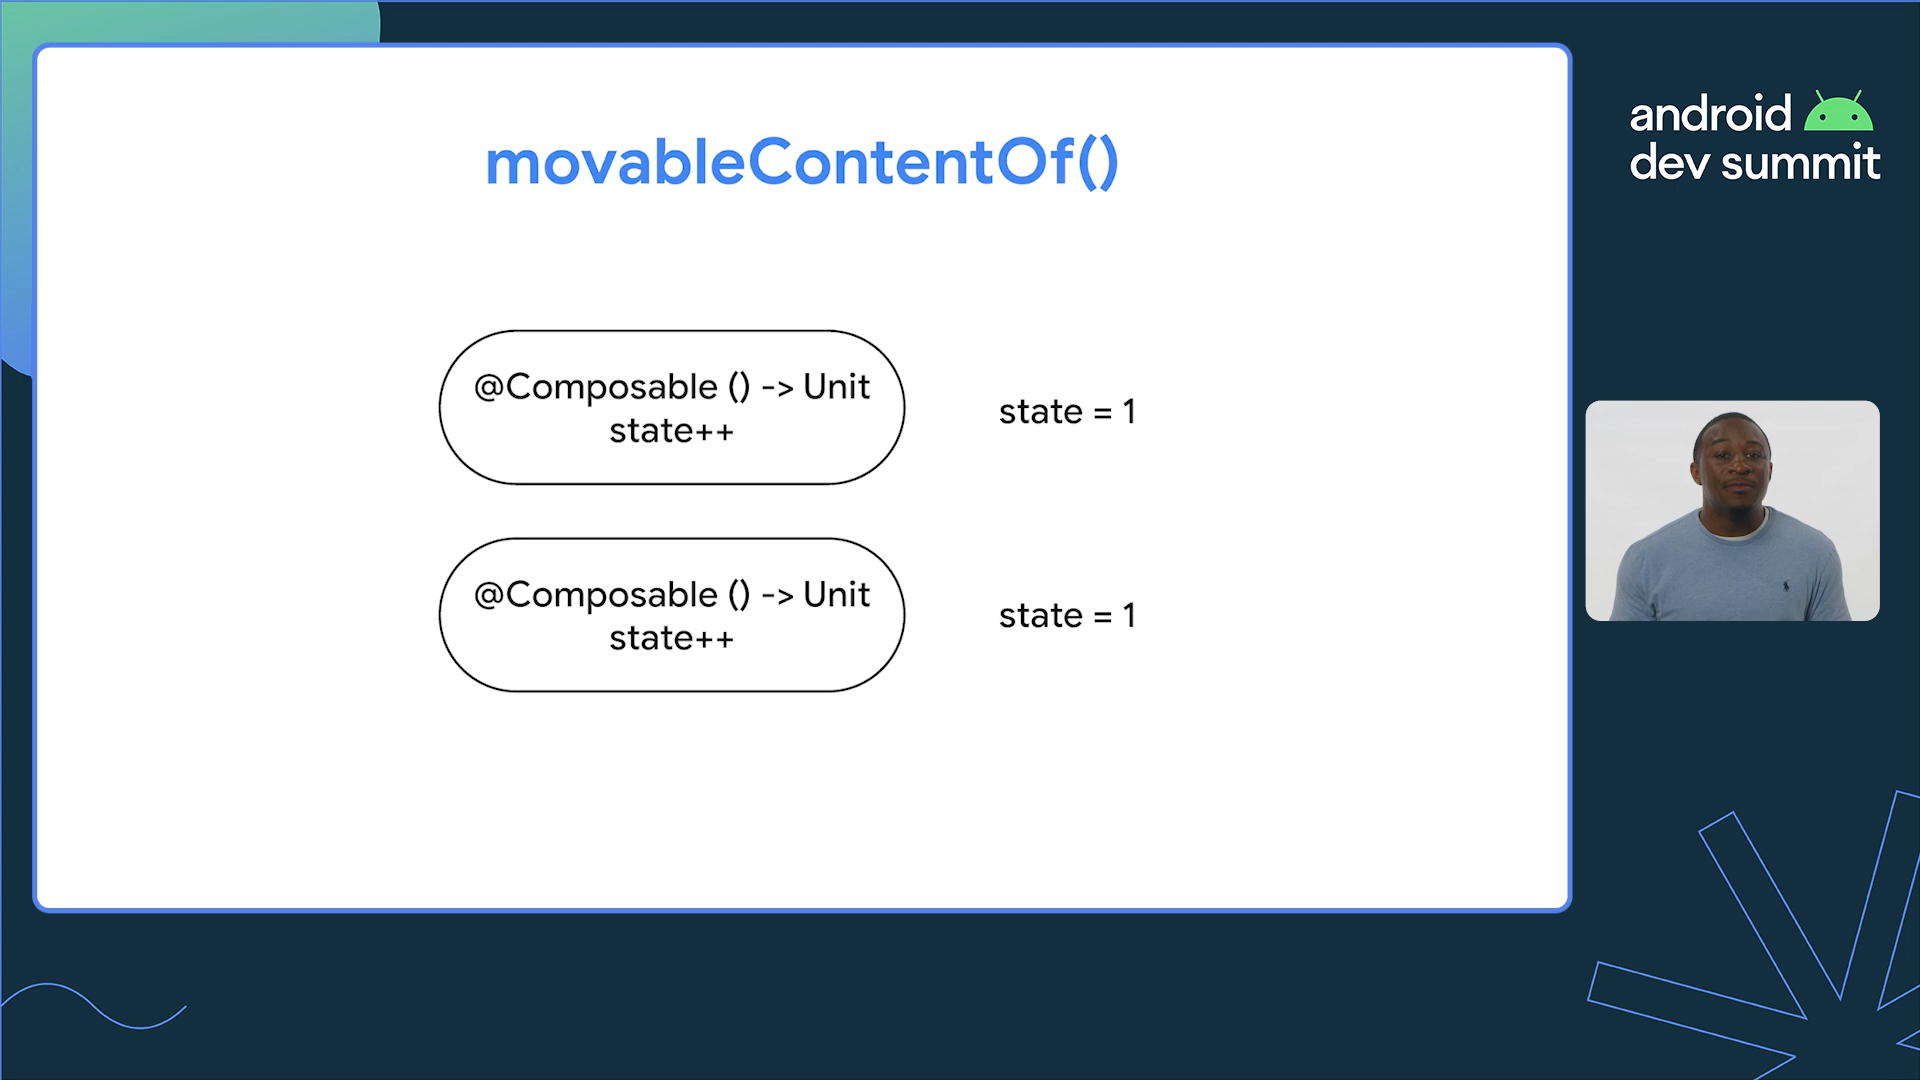 movableContentOf()
@Composable () -> Unit
state++
state = 1
@Composable () -> Unit
state++
state = 1
android
dev summit